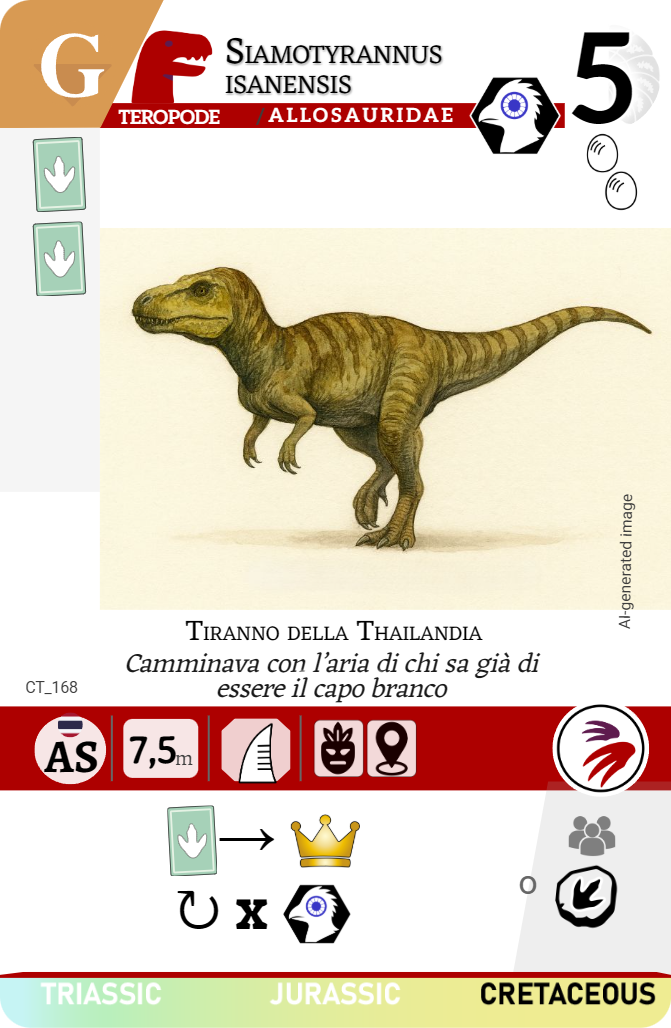 G
Siamotyrannus
isanensis
5
TEROPODE / ALLOSAURIDAE
AI-generated image
Tiranno della Thailandia
Camminava con l'aria di chi sa già di
essere il capo branco
CT_168
AS 7,5m
x
O
TRIASSIC JURASSIC CRETACEOUS